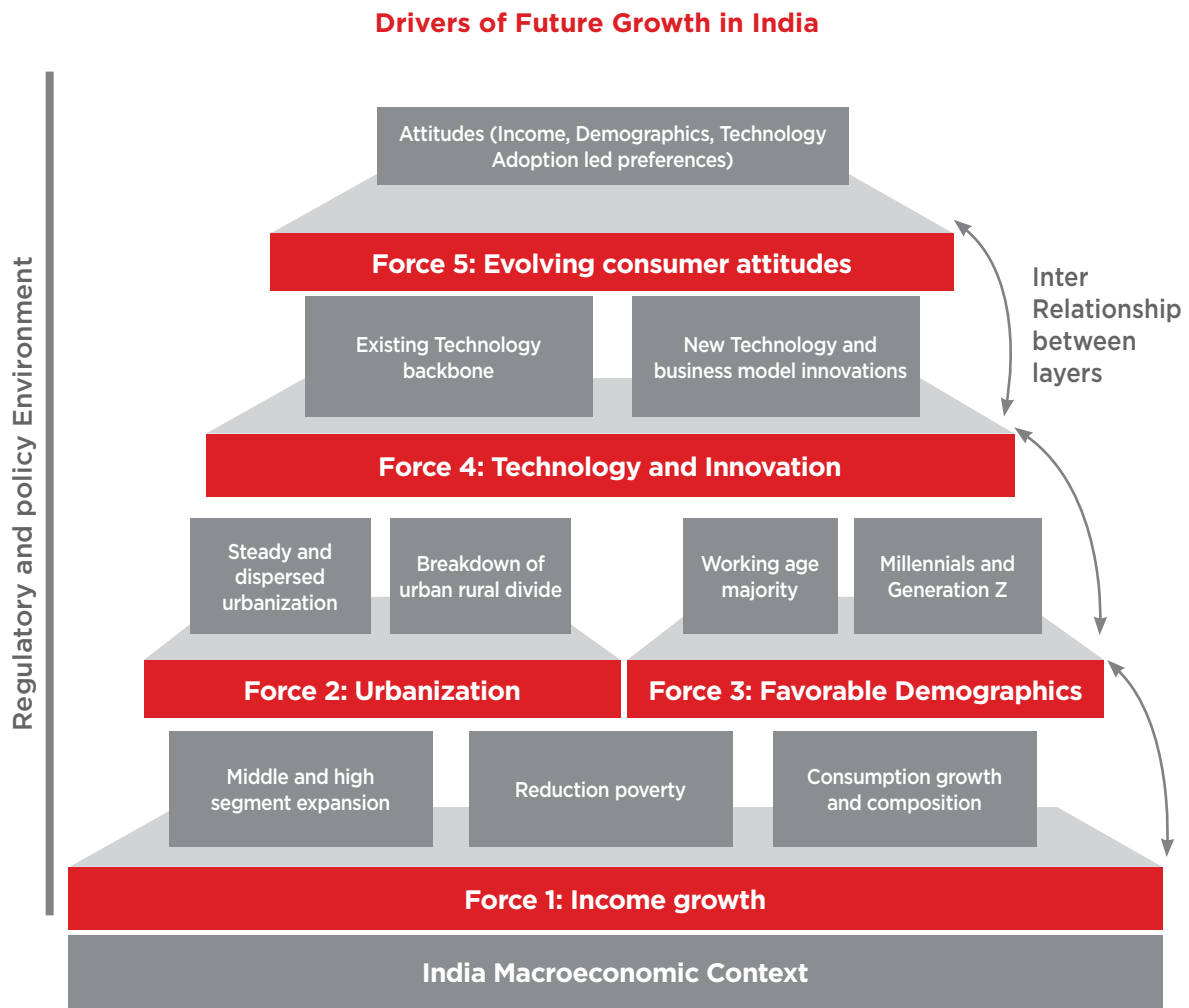 Drivers of Future Growth in India
Regulatory and policy Environment
Attitudes (Income, Demographics, Technology
Adoption led preferences)
Force 5: Evolving consumer attitudes
Inter
Relationship
between
layers
Existing Technology
backbone
New Technology and
business model innovations
Force 4: Technology and Innovation
Steady and
dispersed
urbanization
Breakdown of
urban rural divide
Working age
majority
Millennials and
Generation Z
Force 2: Urbanization
Force 3: Favorable Demographics
Middle and high
segment expansion
Reduction poverty
Consumption growth
and composition
Force 1: Income growth
India Macroeconomic Context